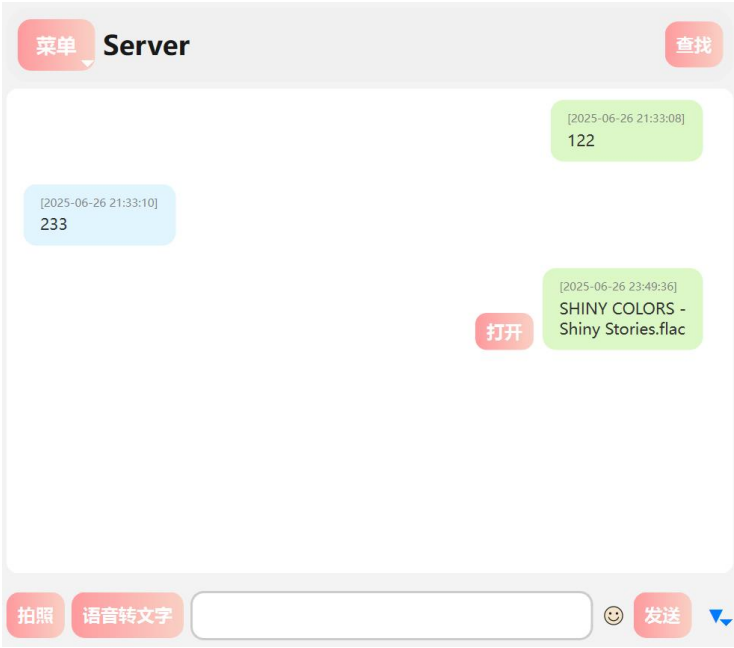 菜单 Server 查找
[2025-06-26 21:33:08]
122
[2025-06-26 21:33:10]
233
[2025-06-26 23:49:36]
SHINY COLORS -
Shiny Stories.flac
打开
拍照 语音转文字 发送